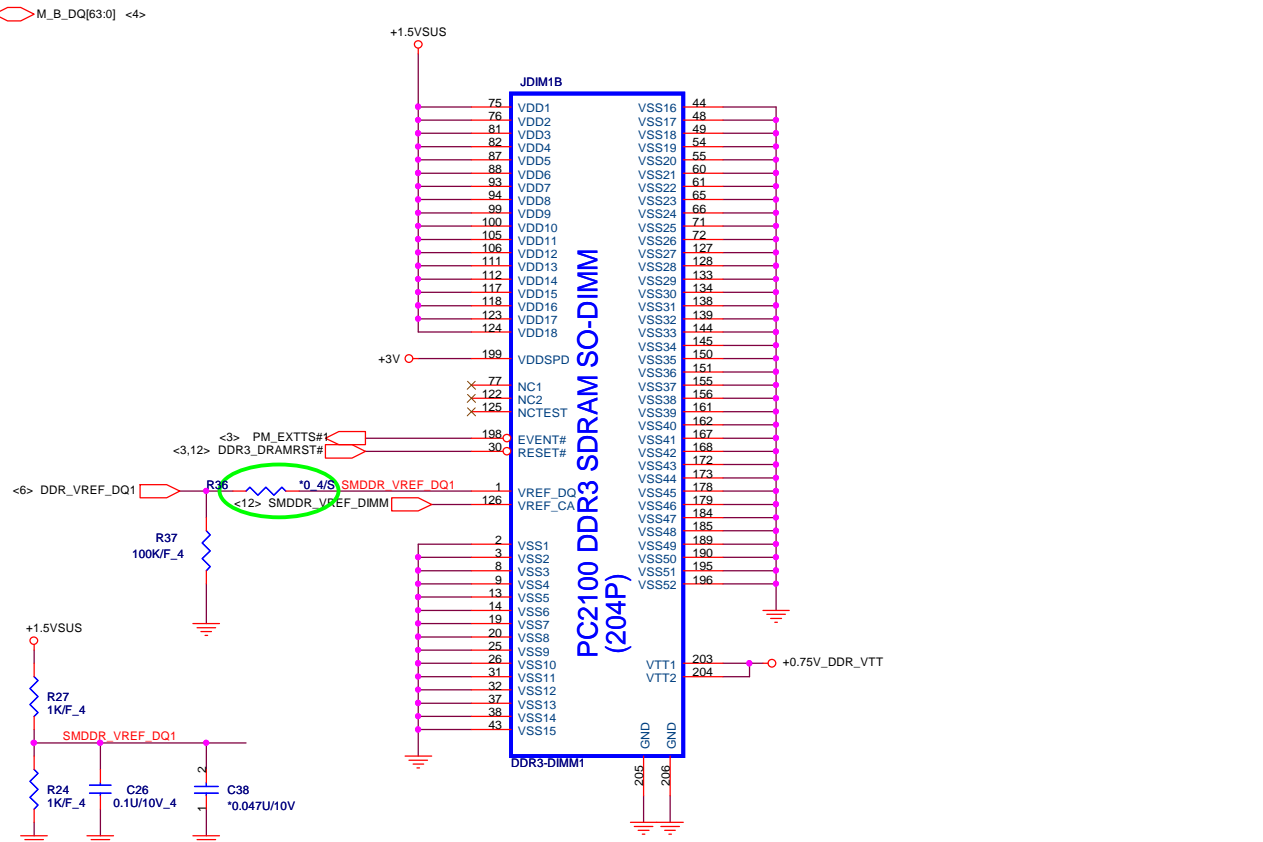 M_B_DQ[63:0] <4>
+1.5VSUS
JDIM1B
75 VDD1 VSS16 44
76 VDD2 VSS17 48
81 VDD3 VSS18 49
82 VDD4 VSS19 54
87 VDD5 VSS20 55
88 VDD6 VSS21 60
93 VDD7 VSS22 61
94 VDD8 VSS23 65
99 VDD9 VSS24 66
100 VDD10 VSS25 71
105 VDD11 VSS26 72
106 VDD12 VSS27 127
111 VDD13 VSS28 128
112 VDD14 VSS29 133
117 VDD15 VSS30 134
118 VDD16 VSS31 138
123 VDD17 VSS32 139
124 VDD18 VSS33 144
VSS34 145
+3V 199 VDDSPD VSS35 150
VSS36 151
77 NC1 VSS37 155
122 NC2 VSS38 156
125 NCTEST VSS39 161
VSS40 162
<3> PM_EXTTS#1 198 EVENT# VSS41 167
<3,12> DDR3_DRAMRST# 30 RESET# VSS42 168
VSS43 172
VSS44 173
<6> DDR_VREF_DQ1 R36 *0_4/S SMDDR_VREF_DQ1 1 VREF_DQ VSS45 178
<12> SMDDR_VREF_DIMM 126 VREF_CA VSS46 179
VSS47 184
VSS48 185
R37
100K/F_4
2 VSS1 VSS49 189
3 VSS2 VSS50 190
8 VSS3 VSS51 195
9 VSS4 VSS52 196
13 VSS5
14 VSS6
19 VSS7
20 VSS8
25 VSS9
26 VSS10 VTT1 203 +0.75V_DDR_VTT
31 VSS11 VTT2 204
32 VSS12
37 VSS13
38 VSS14
43 VSS15
PC2100 DDR3 SDRAM SO-DIMM
(204P)
GND GND
205 206
DDR3-DIMM1
+1.5VSUS
R27
1K/F_4
SMDDR_VREF_DQ1
R24
1K/F_4
C26
0.1U/10V_4
2
1
C38
*0.047U/10V